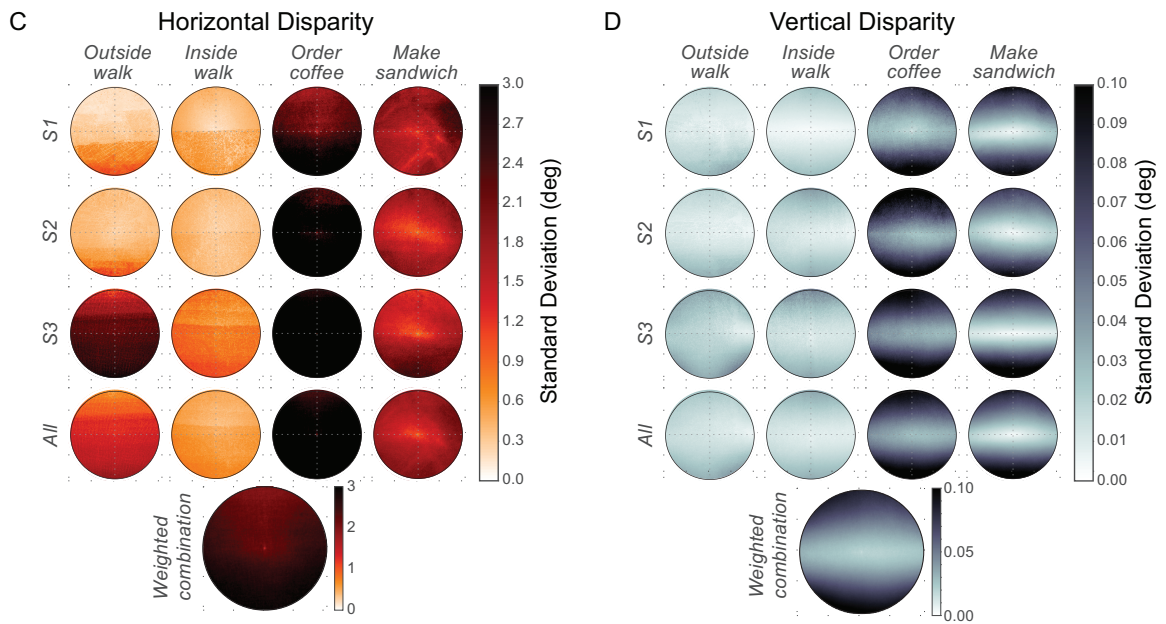 C
Horizontal Disparity
Outside
walk
Inside
walk
Order
coffee
Make
sandwich
S1
S2
S3
All
3.0
2.7
2.4
2.1
1.8
1.5
1.2
0.9
0.6
0.3
0.0
Standard Deviation (deg)
Weighted
combination
3
2
1
0
D
Vertical Disparity
Outside
walk
Inside
walk
Order
coffee
Make
sandwich
S1
S2
S3
All
0.10
0.09
0.08
0.07
0.06
0.05
0.04
0.03
0.02
0.01
0.00
Standard Deviation (deg)
Weighted
combination
0.10
0.05
0.00